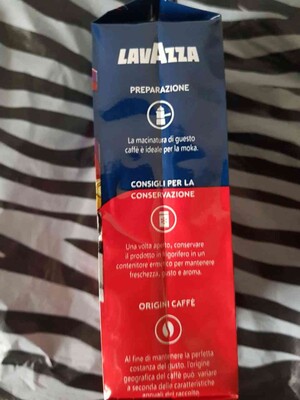 LAVAZZA
PREPARAZIONE
La macinatura di questo
caffè è ideale per la moka.
CONSIGLI PER LA
CONSERVAZIONE
Una volta aperto, conservare
il prodotto in frigorifero in un
contenitore ermetico per mantenere
freschezza, gusto e aroma.
ORIGINI CAFFÈ
Al fine di mantenere la perfetta
costanza del gusto, l'origine
geografica del caffè può variare
a seconda delle caratteristiche
annuali del raccolto